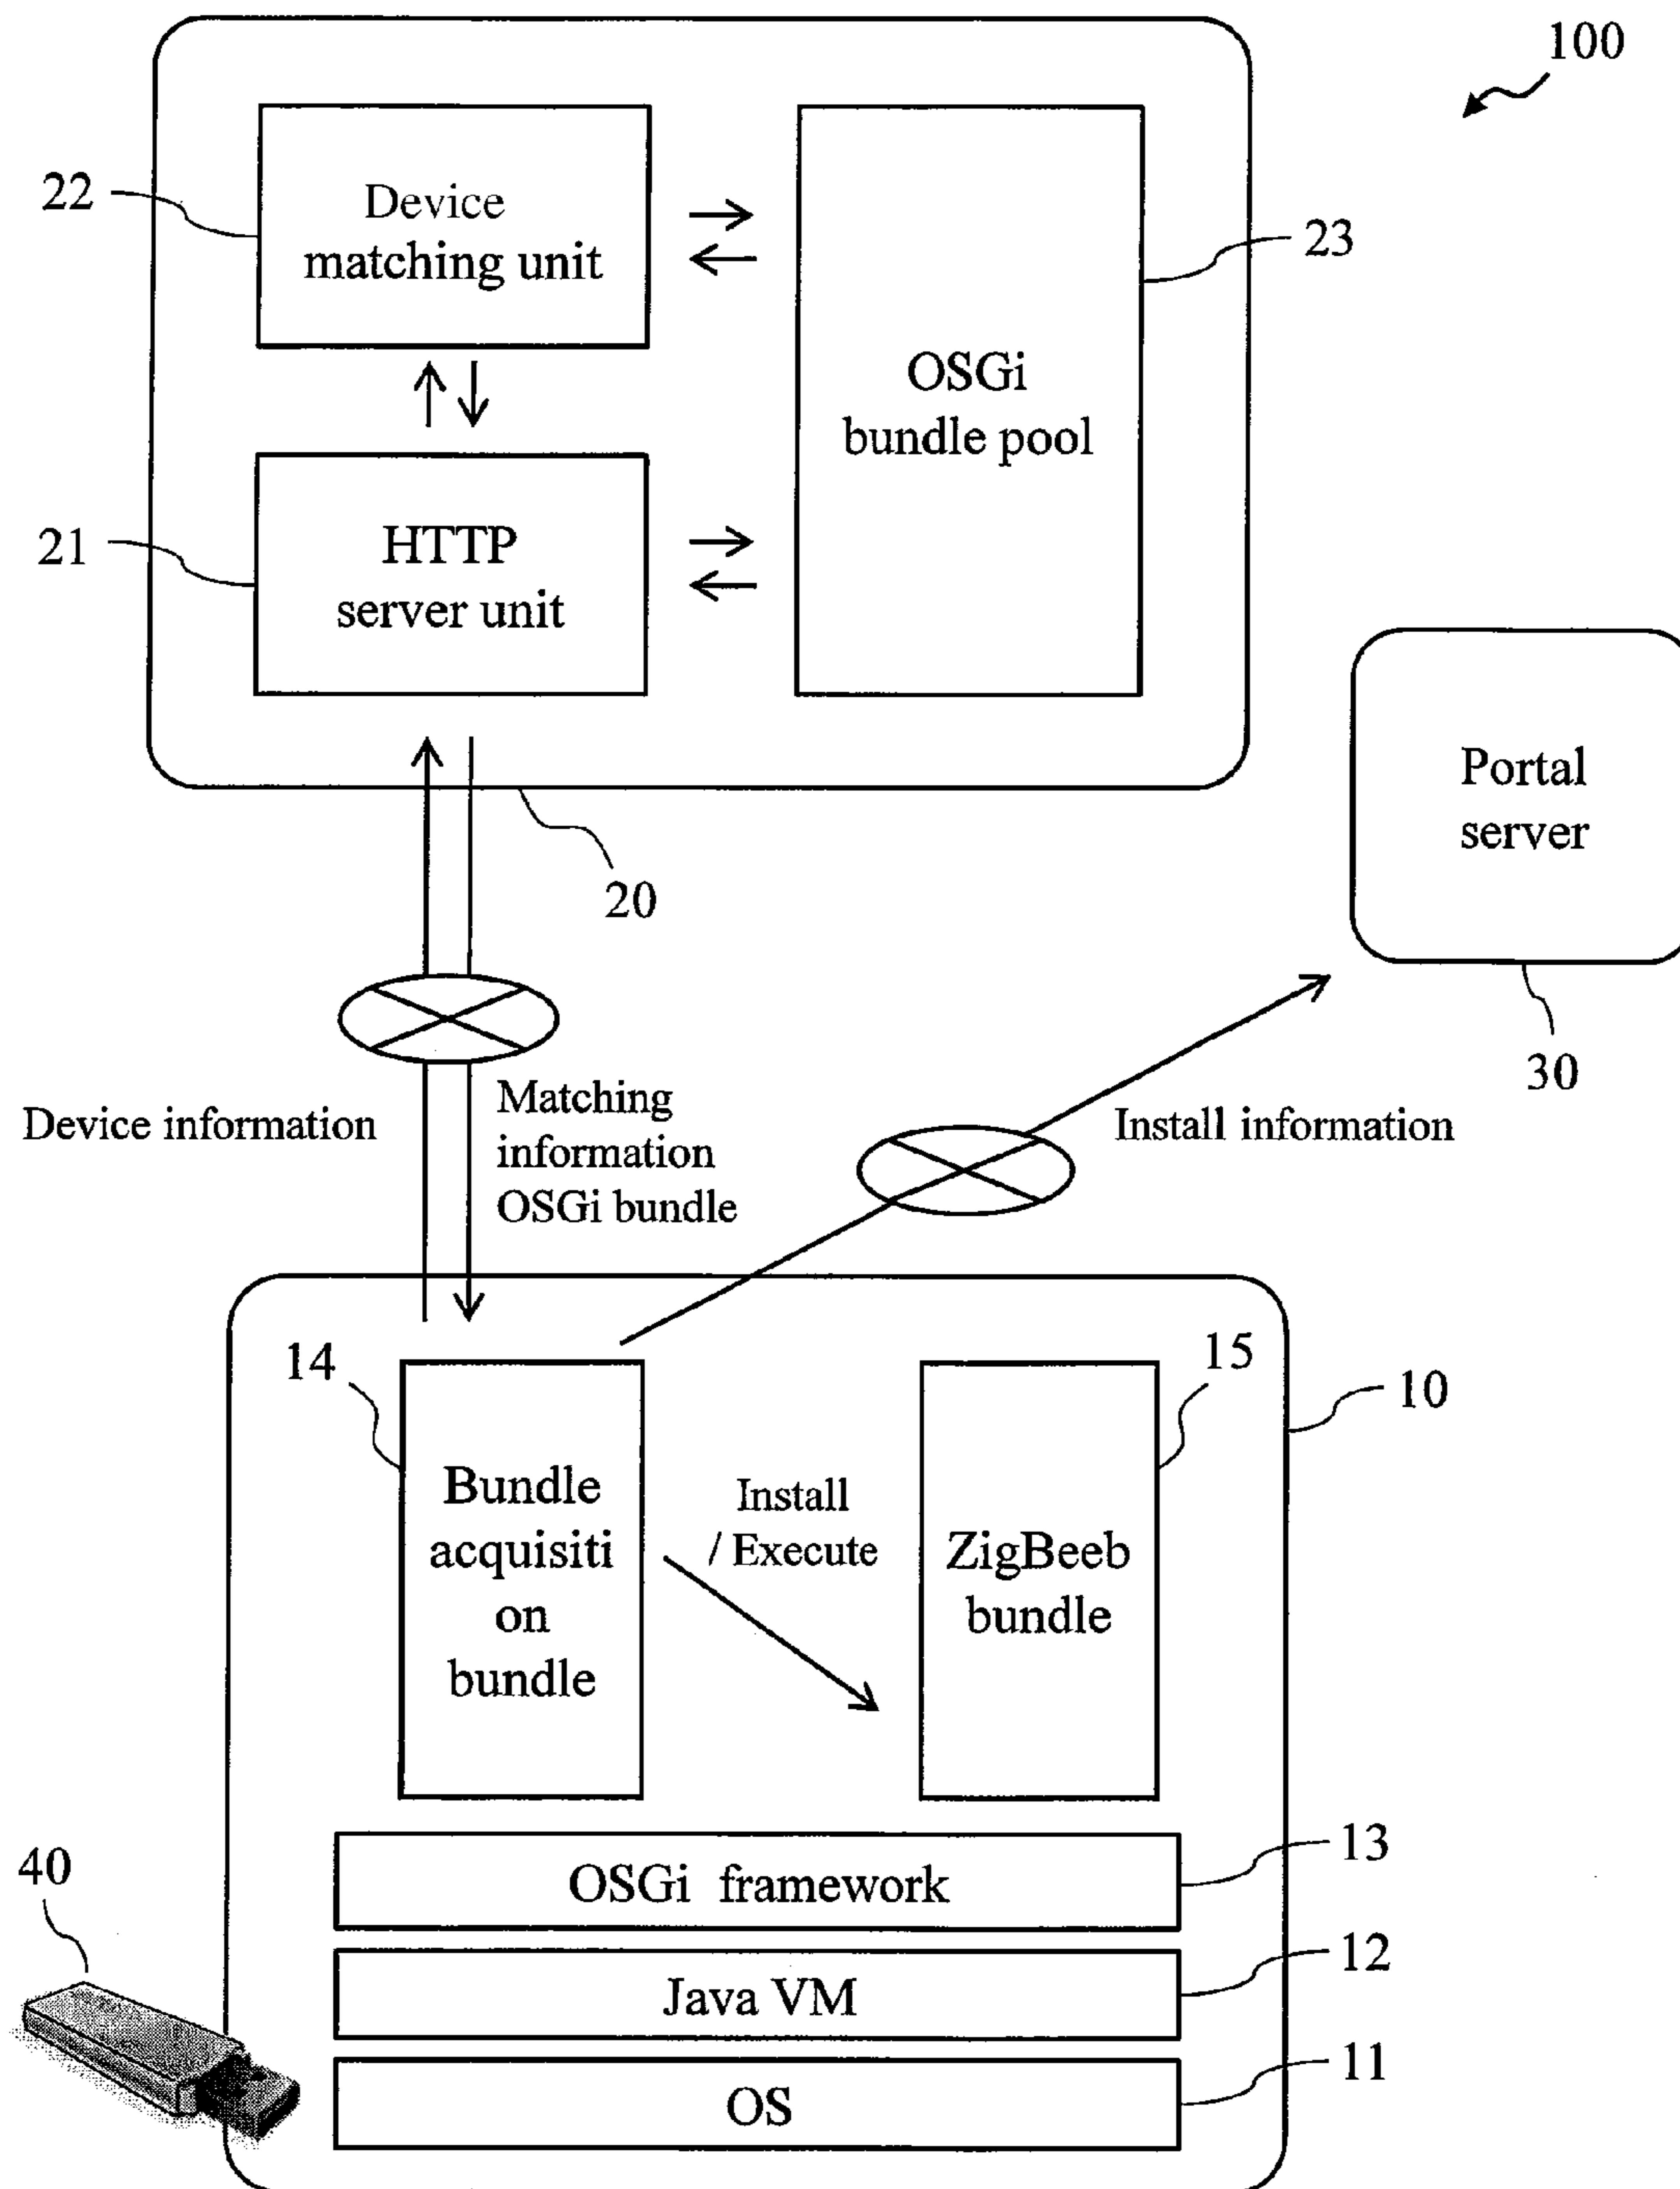 100
22
Device
matching unit
23
OSGi
bundle pool
21
HTTP
server unit
Portal
server
20
30
Device information
Matching
information
OSGi bundle
Install information
14
15
10
Bundle
acquisiti
on
bundle
Install
/ Execute
ZigBeeb
bundle
13
OSGi framework
40
12
Java VM
11
OS